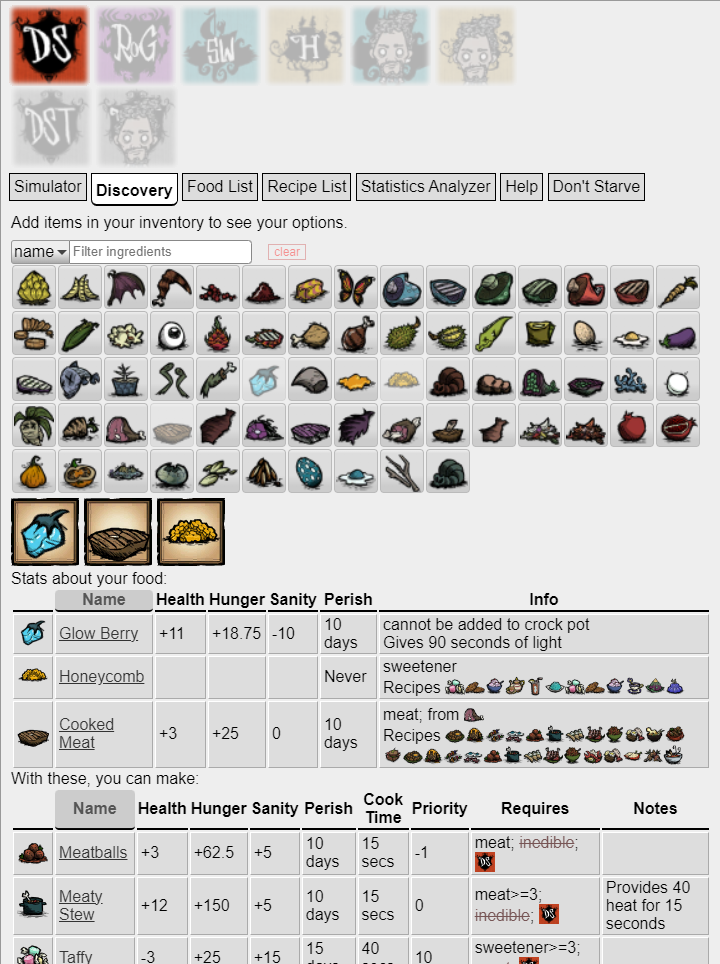 DS RoG SW H
DST
Simulator Discovery Food List Recipe List Statistics Analyzer Help Don't Starve
Add items in your inventory to see your options.
name Filter ingredients clear
Stats about your food:
Name Health Hunger Sanity Perish Info
Glow Berry +11 +18.75 -10 10 days cannot be added to crock pot
Gives 90 seconds of light
Honeycomb Never sweetener
Recipes
Cooked Meat +3 +25 0 10 days meat; from
Recipes
With these, you can make:
Name Health Hunger Sanity Perish Cook Time Priority Requires Notes
Meatballs +3 +62.5 +5 10 days 15 secs -1 meat; inedible; DS
Meaty Stew +12 +150 +5 10 days 15 secs 0 meat>=3; inedible; DS Provides 40 heat for 15 seconds
Taffy -3 +25 +15 15 days 40 secs 10 sweetener>=3;